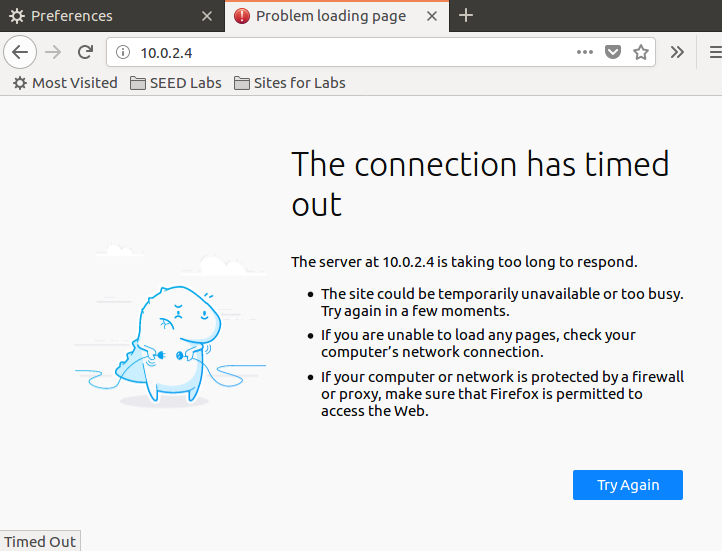 Preferences
Problem loading page
10.0.2.4
Most Visited
SEED Labs
Sites for Labs
The connection has timed
out
The server at 10.0.2.4 is taking too long to respond.
The site could be temporarily unavailable or too busy.
Try again in a few moments.
If you are unable to load any pages, check your
computer’s network connection.
If your computer or network is protected by a firewall
or proxy, make sure that Firefox is permitted to
access the Web.
Try Again
Timed Out